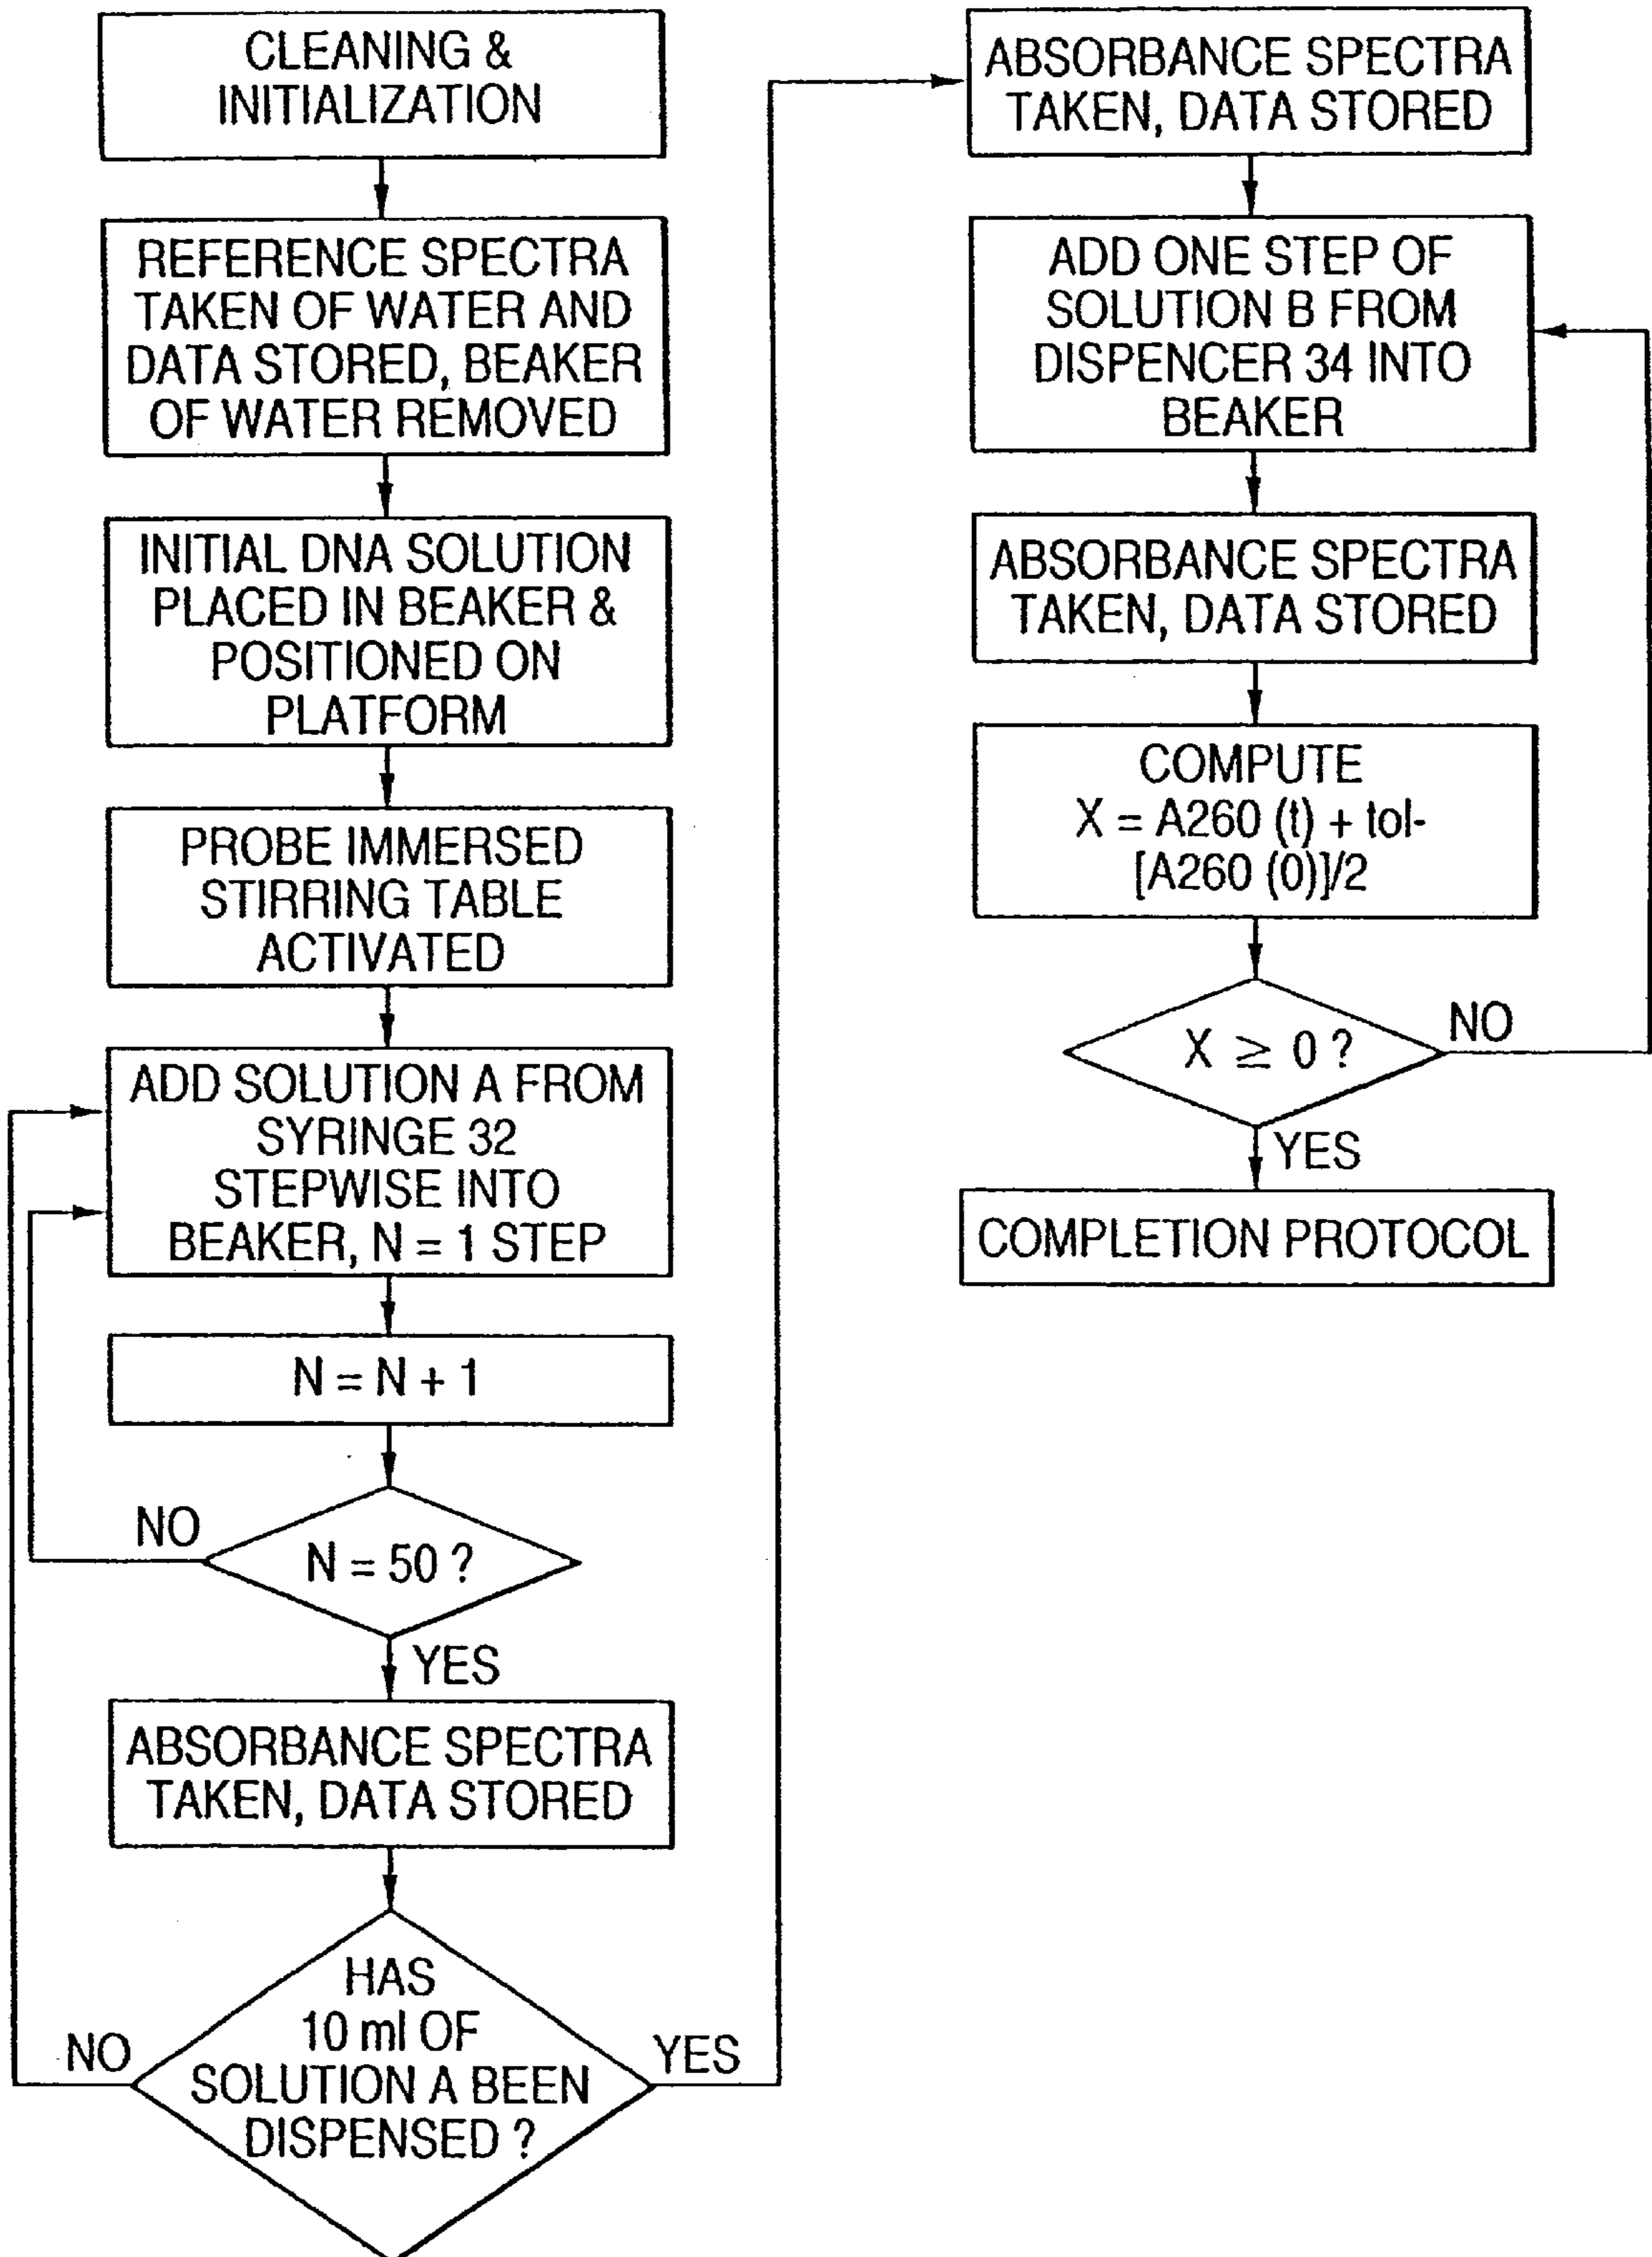 CLEANING &
INITIALIZATION
REFERENCE SPECTRA
TAKEN OF WATER AND
DATA STORED, BEAKER
OF WATER REMOVED
INITIAL DNA SOLUTION
PLACED IN BEAKER &
POSITIONED ON
PLATFORM
PROBE IMMERSED
STIRRING TABLE
ACTIVATED
ADD SOLUTION A FROM
SYRINGE 32
STEPWISE INTO
BEAKER, N = 1 STEP
N = N + 1
NO
N = 50 ?
YES
ABSORBANCE SPECTRA
TAKEN, DATA STORED
HAS
10 ml OF
SOLUTION A BEEN
DISPENSED ?
NO
YES
ABSORBANCE SPECTRA
TAKEN, DATA STORED
ADD ONE STEP OF
SOLUTION B FROM
DISPENCER 34 INTO
BEAKER
ABSORBANCE SPECTRA
TAKEN, DATA STORED
COMPUTE
X = A260 (t) + tol-
[A260 (0)]/2
X ≥ 0 ?
NO
YES
COMPLETION PROTOCOL